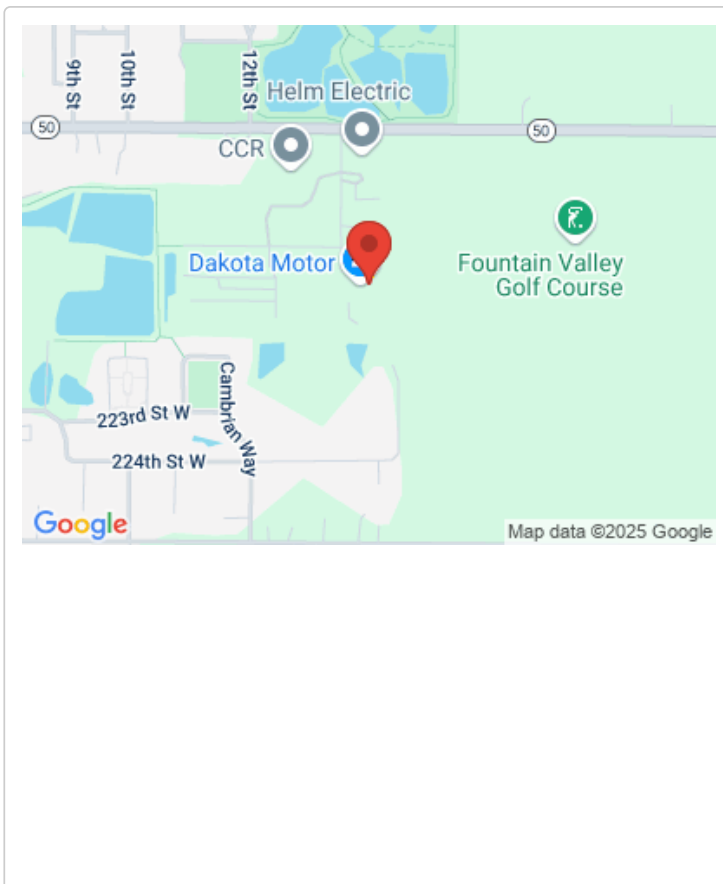 9th St
10th St
12th St
Helm Electric
50
50
CCR
Dakota Motor
Fountain Valley
Golf Course
Cambrian Way
223rd St W
224th St W
Google
Map data ©2025 Google